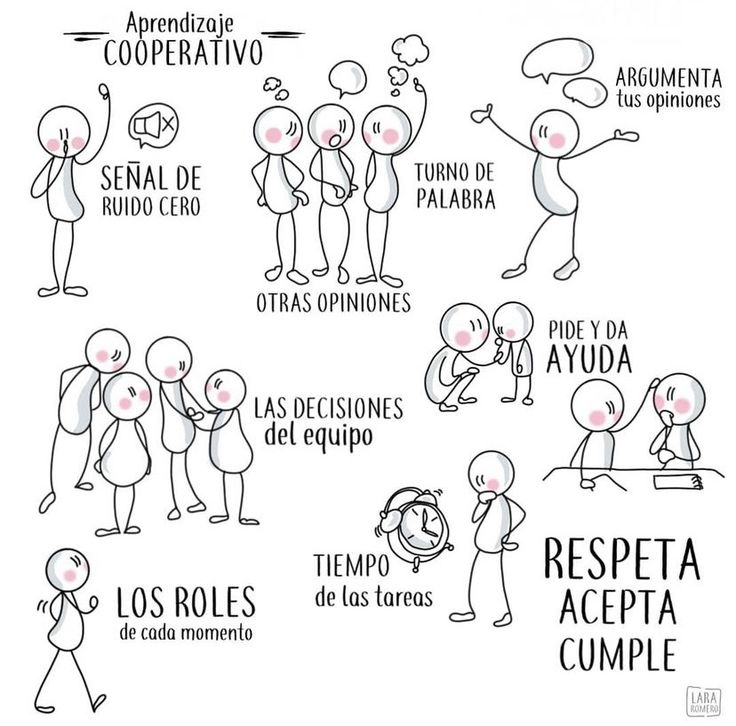 Aprendizaje
COOPERATIVO
SEÑAL DE
RUIDO CERO
OTRAS OPINIONES
TURNO DE
PALABRA
ARGUMENTA
tus opiniones
PIDE Y DA
AYUDA
LAS DECISIONES
del equipo
TIEMPO
de las tareas
LOS ROLES
de cada momento
RESPETA
ACEPTA
CUMPLE
LARA
ROMERO